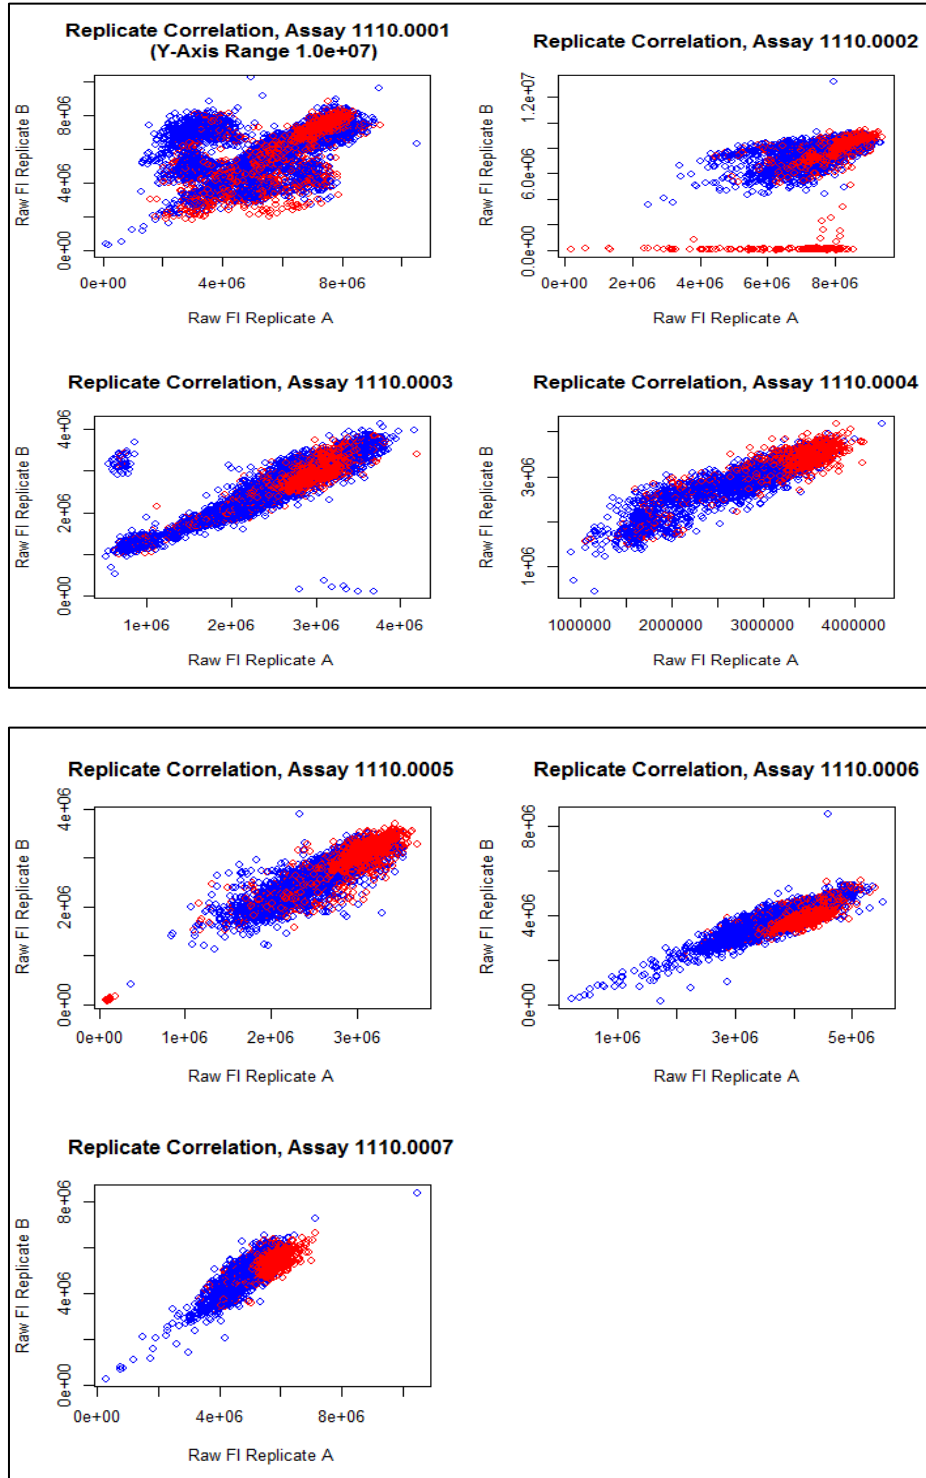 Replicate Correlation, Assay 1110.0001
(Y-Axis Range 1.0e+07)
Raw FI Replicate B
0e+00 4e+06 8e+06
0e+00 4e+06 8e+06
Raw FI Replicate A
Replicate Correlation, Assay 1110.0002
Raw FI Replicate B
0.0e+00 6.0e+06 1.2e+07
0e+00 2e+06 4e+06 6e+06 8e+06
Raw FI Replicate A
Replicate Correlation, Assay 1110.0003
Raw FI Replicate B
0e+00 2e+06 4e+06
1e+06 2e+06 3e+06 4e+06
Raw FI Replicate A
Replicate Correlation, Assay 1110.0004
Raw FI Replicate B
1e+06 3e+06
1000000 2000000 3000000 4000000
Raw FI Replicate A
Replicate Correlation, Assay 1110.0005
Raw FI Replicate B
0e+00 2e+06 4e+06
0e+00 1e+06 2e+06 3e+06
Raw FI Replicate A
Replicate Correlation, Assay 1110.0006
Raw FI Replicate B
0e+00 4e+06 8e+06
1e+06 3e+06 5e+06
Raw FI Replicate A
Replicate Correlation, Assay 1110.0007
Raw FI Replicate B
0e+00 4e+06 8e+06
0e+00 4e+06 8e+06
Raw FI Replicate A